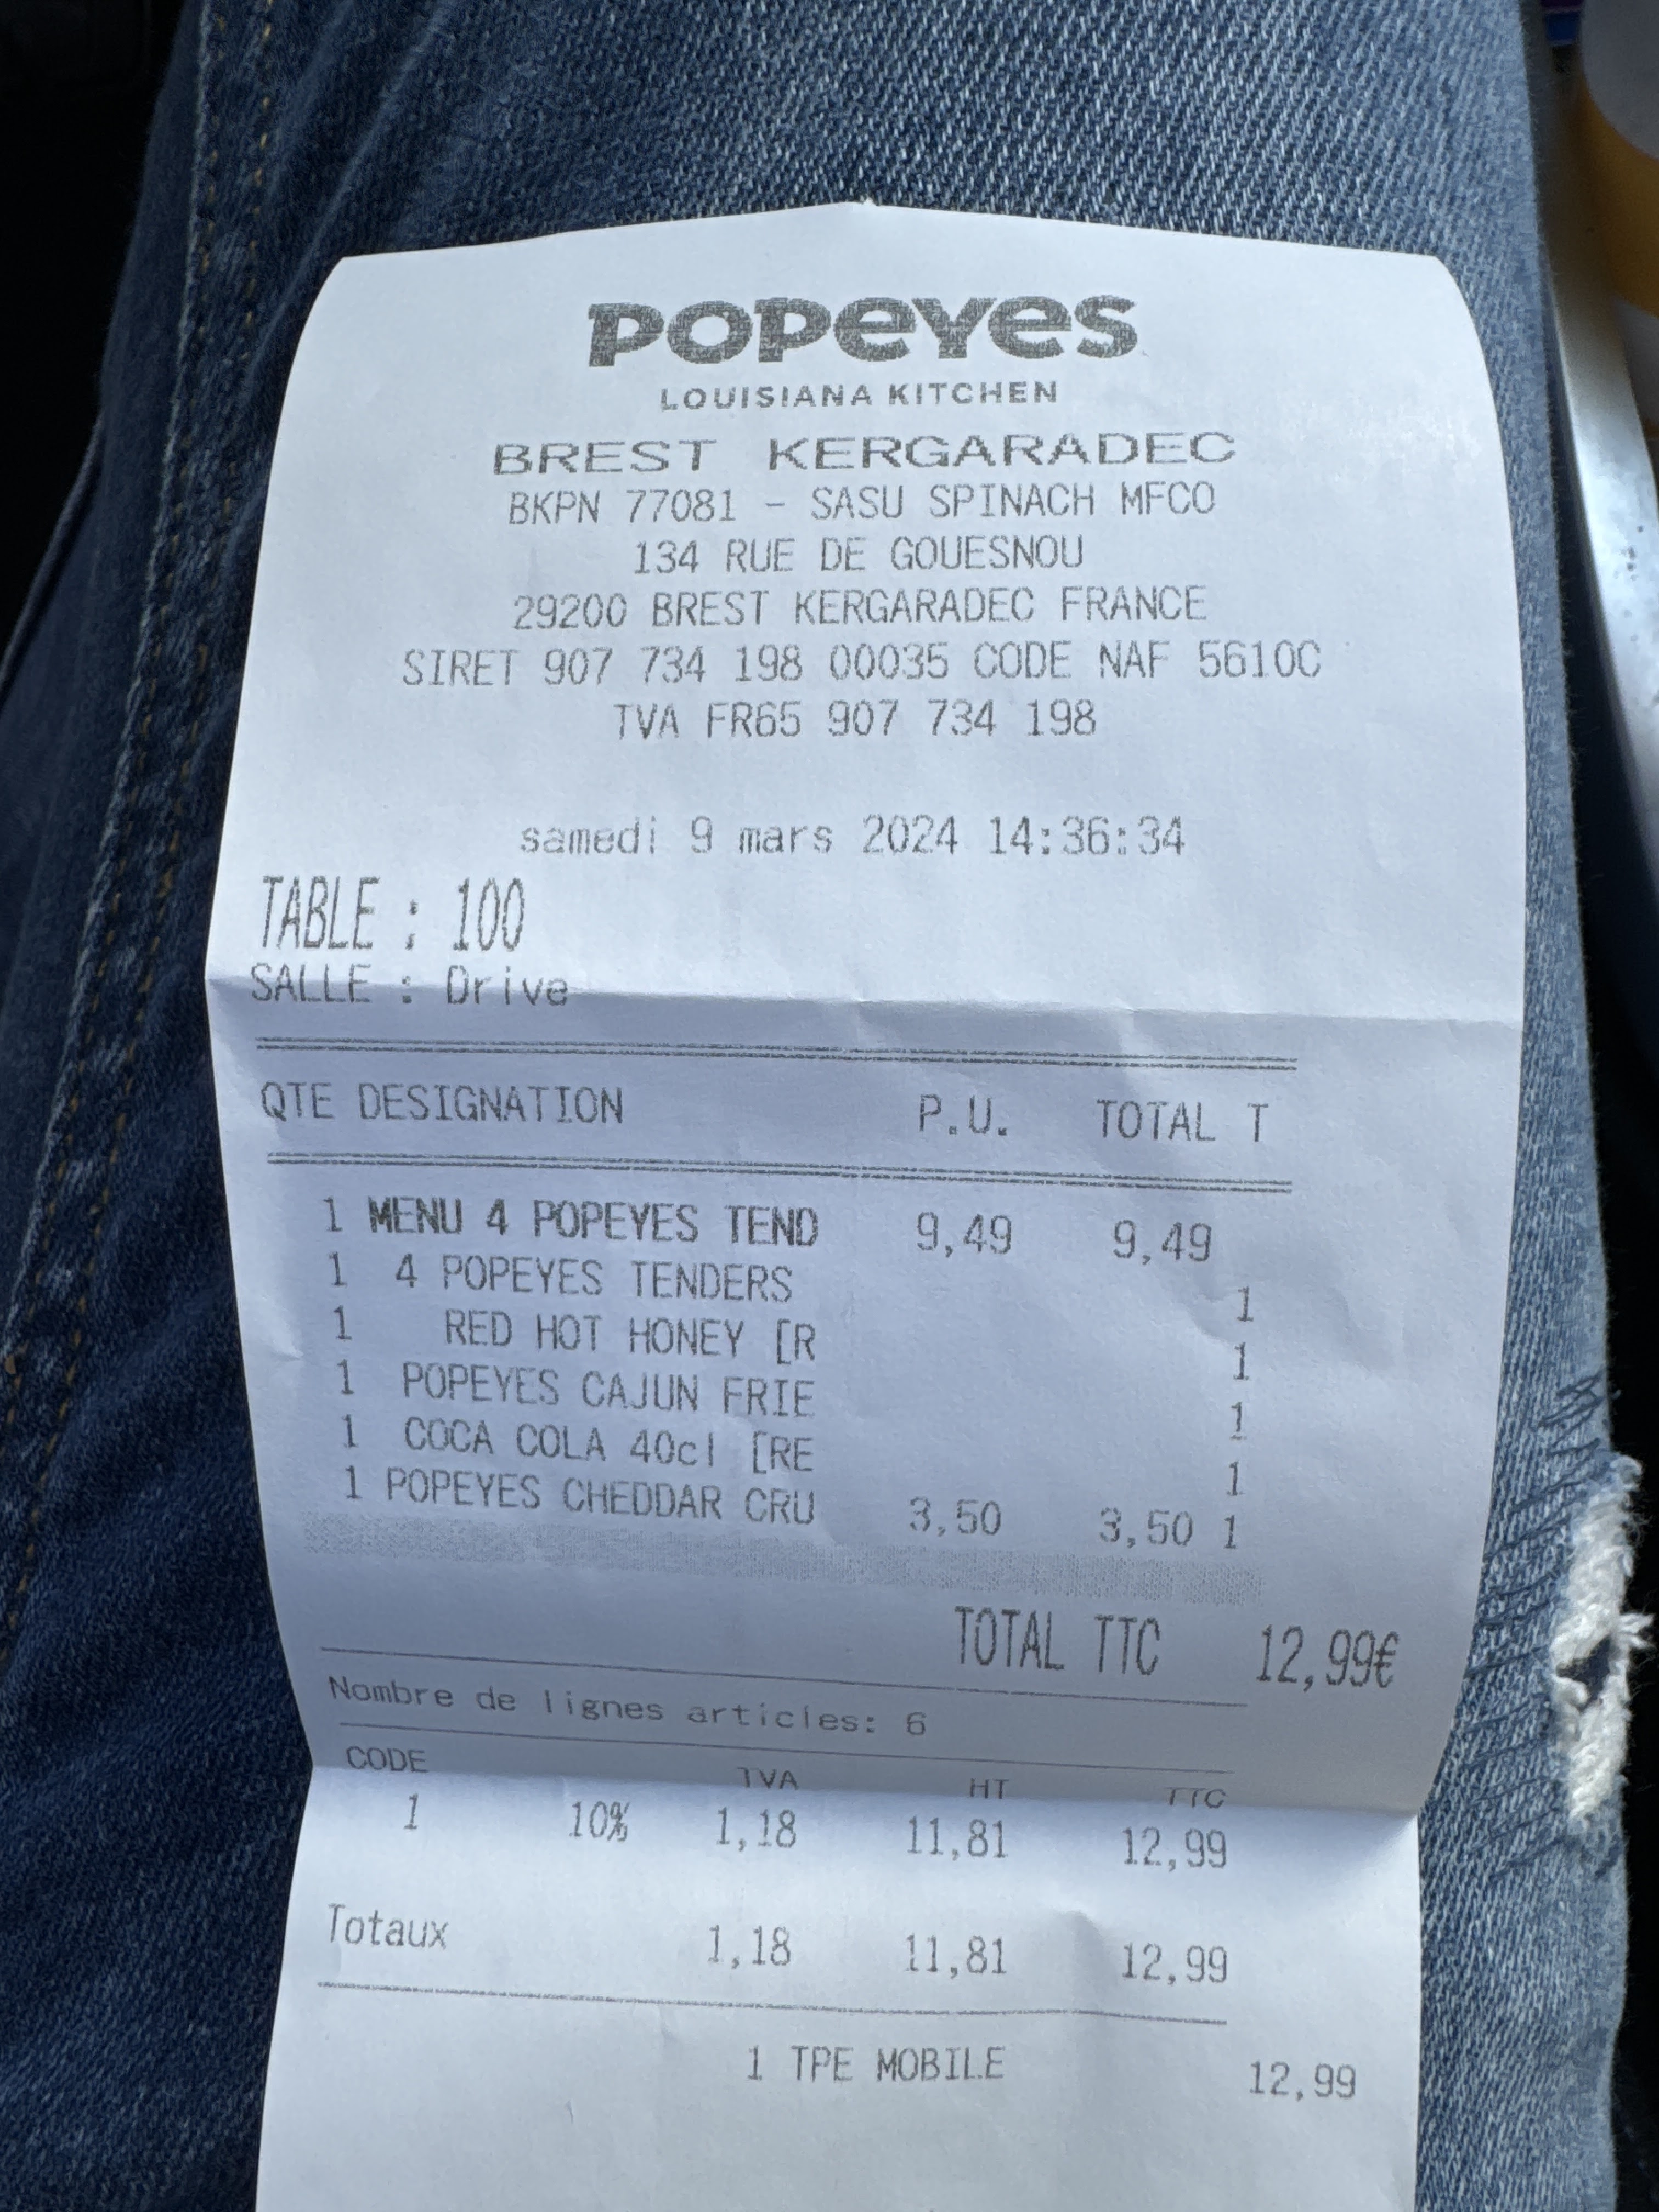 POPEYES
LOUISIANA KITCHEN
BREST KERGARADEC
BKPN 77081 - SASU SPINACH MFCO
134 RUE DE GOUESNOU
29200 BREST KERGARADEC FRANCE
SIRET 907 734 198 00035 CODE NAF 5610C
TVA FR65 907 734 198
samedi 9 mars 2024 14:36:34
TABLE : 100
SALLE : Drive
QTE DESIGNATION P.U. TOTAL T
1 MENU 4 POPEYES TEND 9,49 9,49
1 4 POPEYES TENDERS 1
1 RED HOT HONEY [R 1
1 POPEYES CAJUN FRIE 1
1 COCA COLA 40cl [RE 1
1 POPEYES CHEDDAR CRU 3,50 3,50 1
TOTAL TTC 12,99€
Nombre de lignes articles: 6
CODE TVA HT TTC
1 10% 1,18 11,81 12,99
Totaux 1,18 11,81 12,99
1 TPE MOBILE 12,99